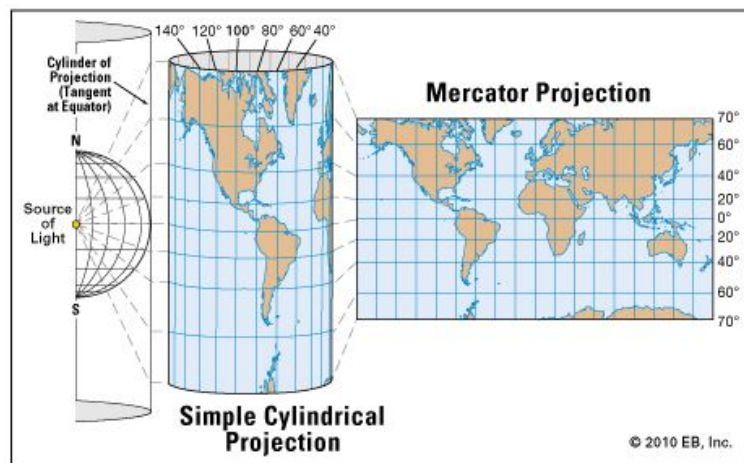 140°
120°
100°
80°
60°
40°
Cylinder of
Projection
(Tangent
at Equator)
N
Source
of
Light
S
Simple Cylindrical
Projection
Mercator Projection
70°
60°
40°
20°
0°
20°
40°
60°
70°
© 2010 EB, Inc.